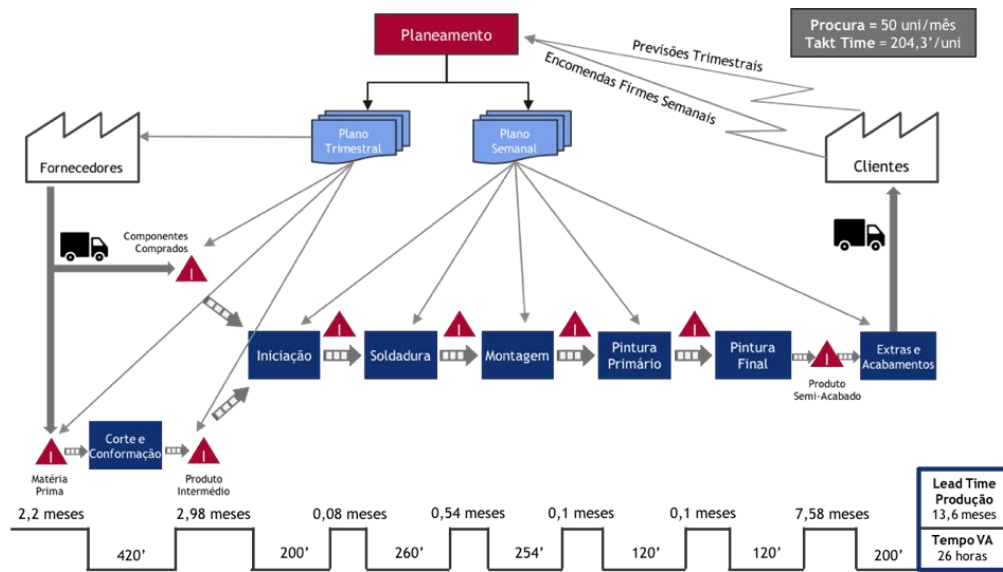 Planeamento
Procura = 50 uni/mês
Takt Time = 204,3'/uni
Previsões Trimestrais
Encomendas Firmes Semanais
Plano
Trimestral
Plano
Semanal
Fornecedores
Clientes
Componentes
Comprados
I
I
I
I
I
Iniciação
Soldadura
Montagem
Pintura
Primário
Pintura
Final
I
Extras e
Acabamentos
Produto
Semi-Acabado
I
Corte e
Conformação
I
Matéria
Prima
Produto
Intermédio
Lead Time
Produção
13,6 meses
2,2 meses
2,98 meses
0,08 meses
0,54 meses
0,1 meses
0,1 meses
7,58 meses
Tempo VA
26 horas
420'
200'
260'
254'
120'
120'
200'